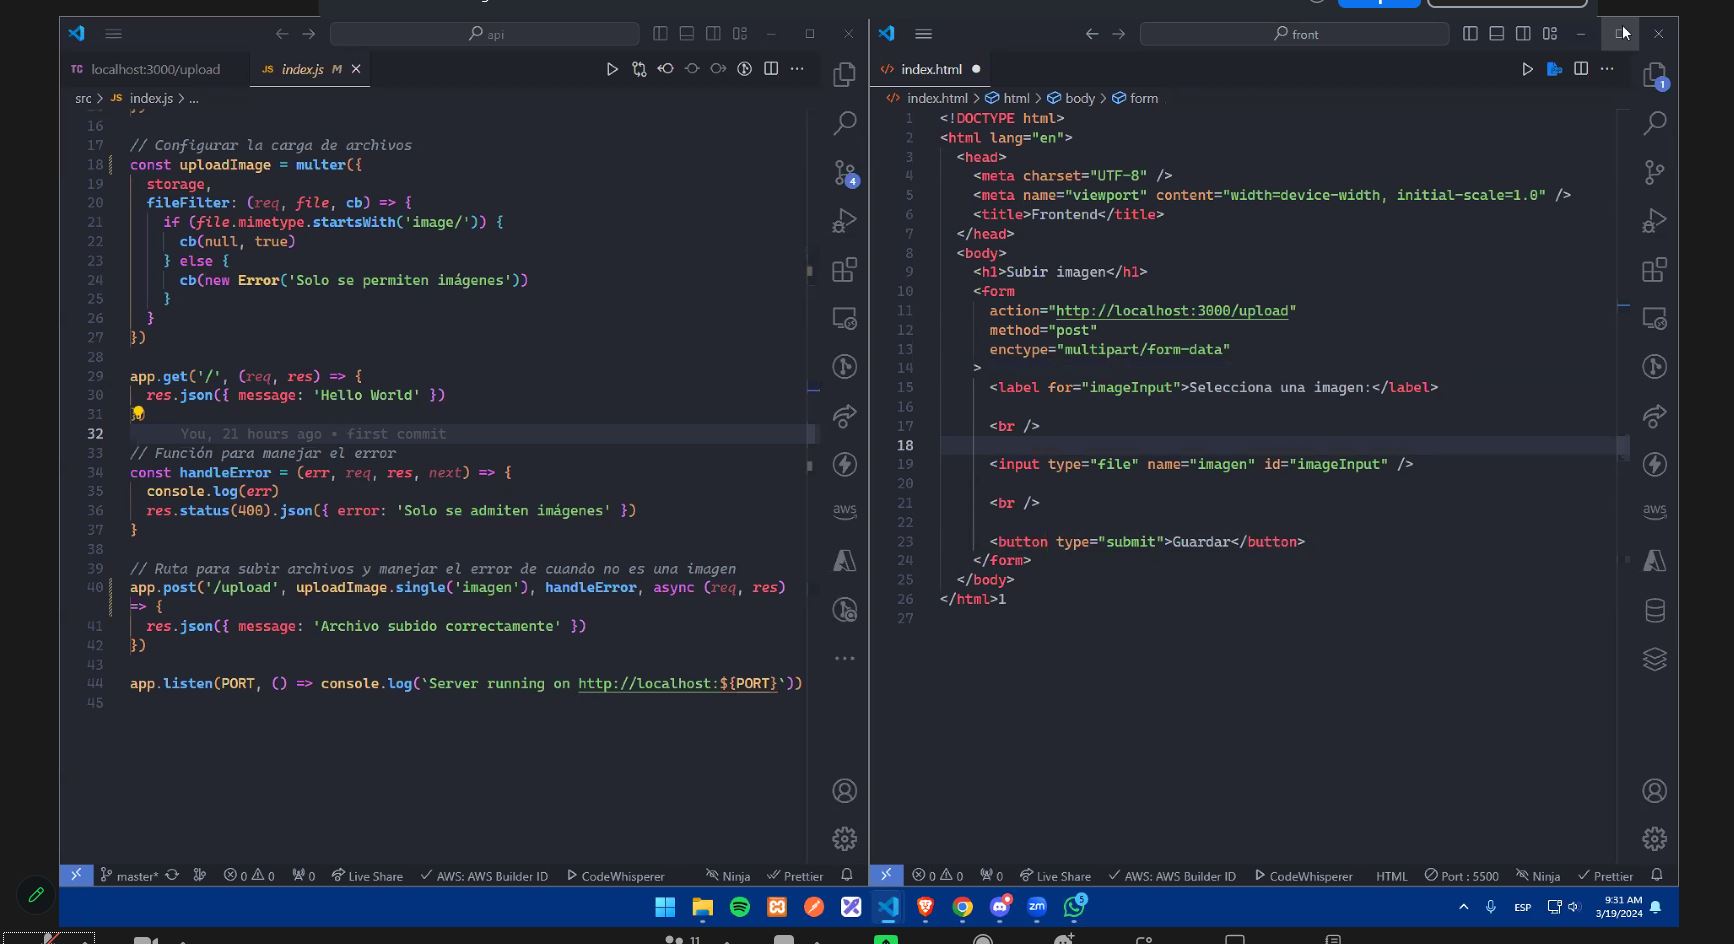 api
front
TC localhost:3000/upload
JS index.js M
index.html
src > JS index.js > ...
index.html > html > body > form
16
17 // Configurar la carga de archivos
18 const uploadImage = multer({
19 storage,
20 fileFilter: (req, file, cb) => {
21 if (file.mimetype.startsWith('image/')) {
22 cb(null, true)
23 } else {
24 cb(new Error('Solo se permiten imágenes'))
25 }
26 }
27 })
28
29 app.get('/', (req, res) => {
30 res.json({ message: 'Hello World' })
31
32 You, 21 hours ago • first commit
33 // Función para manejar el error
34 const handleError = (err, req, res, next) => {
35 console.log(err)
36 res.status(400).json({ error: 'Solo se admiten imágenes' })
37 }
38
39 // Ruta para subir archivos y manejar el error de cuando no es una imagen
40 app.post('/upload', uploadImage.single('imagen'), handleError, async (req, res)
=> {
41 res.json({ message: 'Archivo subido correctamente' })
42 })
43
44 app.listen(PORT, () => console.log(`Server running on http://localhost:${PORT}`))
45
4
aws
1 <!DOCTYPE html>
2 <html lang="en">
3 <head>
4 <meta charset="UTF-8" />
5 <meta name="viewport" content="width=device-width, initial-scale=1.0" />
6 <title>Frontend</title>
7 </head>
8 <body>
9 <h1>Subir imagen</h1>
10 <form
11 action="http://localhost:3000/upload"
12 method="post"
13 enctype="multipart/form-data"
14 >
15 <label for="imageInput">Selecciona una imagen:</label>
16
17 <br />
18
19 <input type="file" name="imagen" id="imageInput" />
20
21 <br />
22
23 <button type="submit">Guardar</button>
24 </form>
25 </body>
26 </html>1
27
1
aws
master* 0 0 0 Live Share AWS: AWS Builder ID CodeWhisperer Ninja Prettier
0 0 0 Live Share AWS: AWS Builder ID CodeWhisperer HTML Port : 5500 Ninja Prettier
zm
5
ESP
9:31 AM
3/19/2024
11